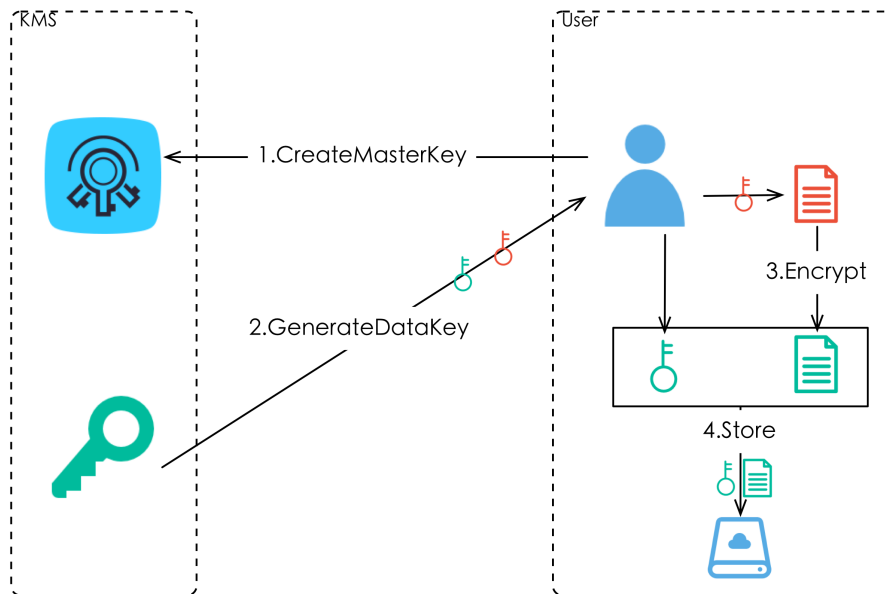 KMS
User
1.CreateMasterKey
3.Encrypt
2.GenerateDataKey
4.Store